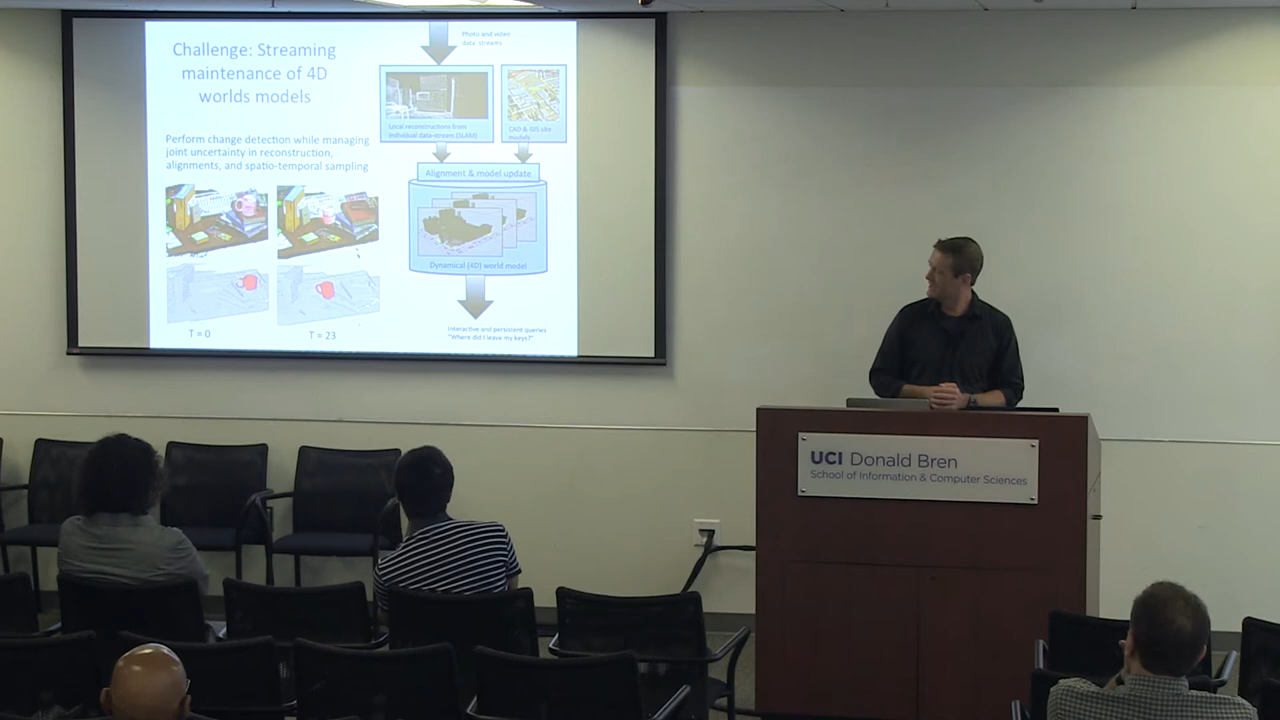 Challenge: Streaming
maintenance of 4D
worlds models
Perform change detection while managing
joint uncertainty in reconstruction,
alignments, and spatio-temporal sampling
T = 0
T = 23
Photo and video
data-streams
Local reconstructions from
individual data-stream (SLAM)
CAD & GIS site
models
Alignment & model update
Dynamical (4D) world model
Interactive and persistent queries
"Where did I leave my keys?"
UCI Donald Bren
School of Information & Computer Sciences